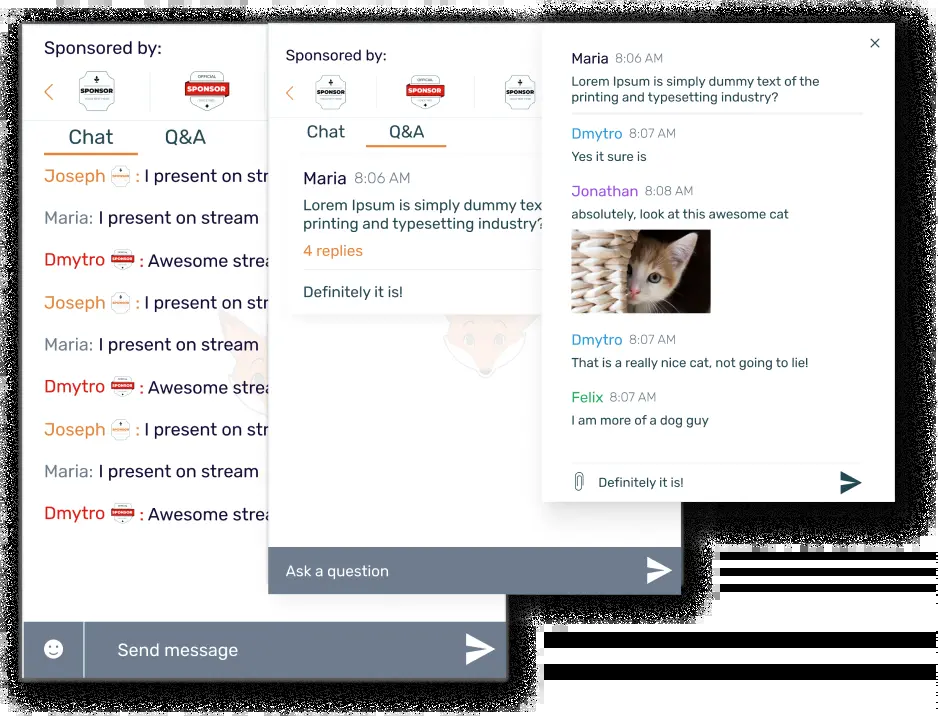 Sponsored by:
SPONSOR
OFFICIAL
SPONSOR
Chat
Q&A
Joseph : I present on str
Maria: I present on stream
Dmytro SPONSOR : Awesome strea
Joseph : I present on str
Maria: I present on stream
Dmytro SPONSOR : Awesome strea
Joseph : I present on str
Maria: I present on stream
Dmytro SPONSOR : Awesome strea
Send message
Sponsored by:
SPONSOR
OFFICIAL
SPONSOR
SPONSOR
Chat
Q&A
Maria 8:06 AM
Lorem Ipsum is simply dummy tex
printing and typesetting industry?
4 replies
Definitely it is!
Ask a question
Maria 8:06 AM
Lorem Ipsum is simply dummy text of the
printing and typesetting industry?
Dmytro 8:07 AM
Yes it sure is
Jonathan 8:08 AM
absolutely, look at this awesome cat
Dmytro 8:07 AM
That is a really nice cat, not going to lie!
Felix 8:07 AM
I am more of a dog guy
Definitely it is!